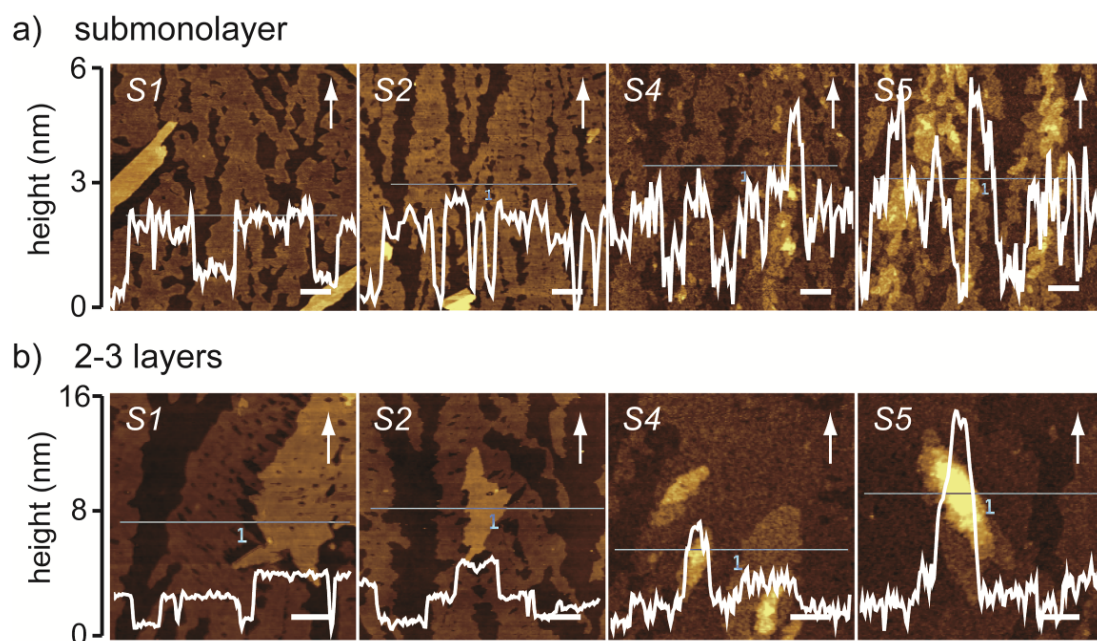 a) submonolayer
6
3
0
height (nm)
S1
S2
S4
S5
1
1
1
b) 2-3 layers
16
8
0
height (nm)
S1
S2
S4
S5
1
1
1
1